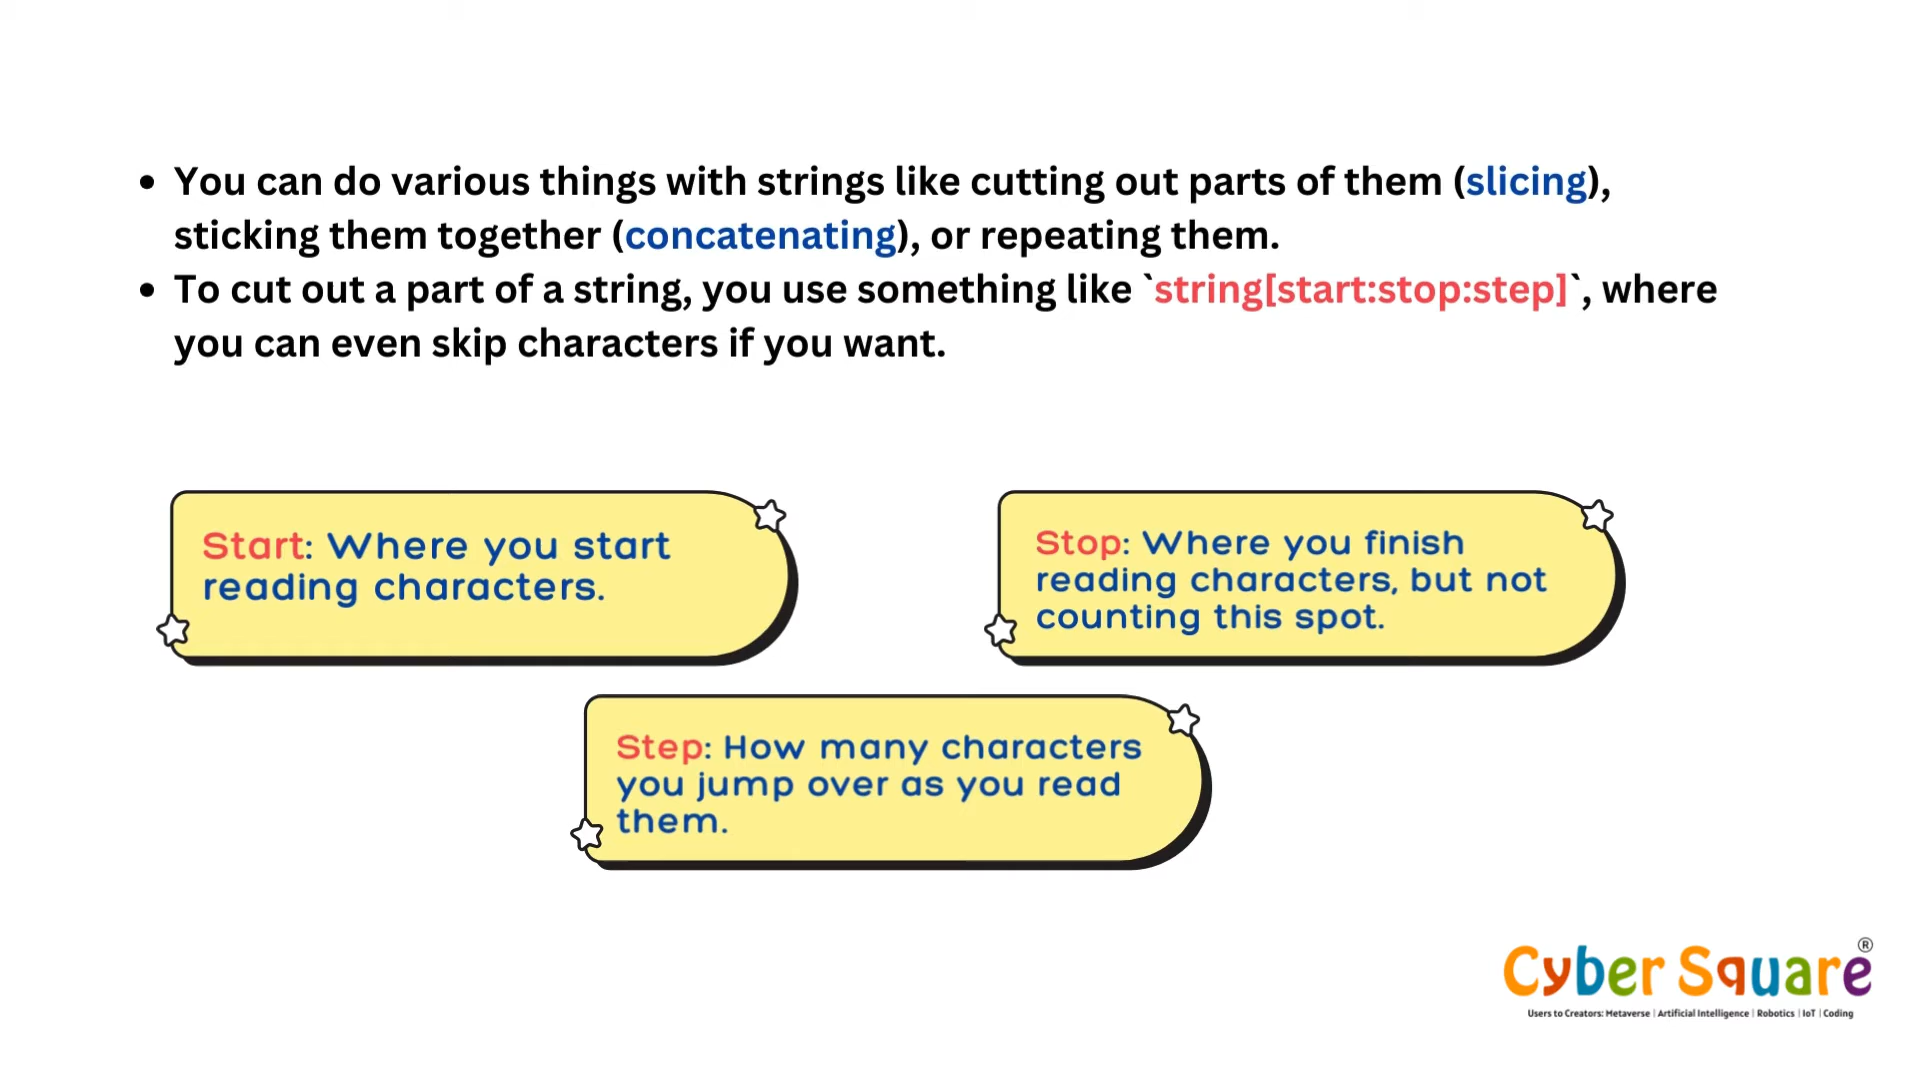 • You can do various things with strings like cutting out parts of them (slicing),
sticking them together (concatenating), or repeating them.
• To cut out a part of a string, you use something like `string[start:stop:step]`, where
you can even skip characters if you want.
Start: Where you start
reading characters.
Stop: Where you finish
reading characters, but not
counting this spot.
Step: How many characters
you jump over as you read
them.
Cyber Square®
Users to Creators: Metaverse | Artificial Intelligence | Robotics | IoT | Coding